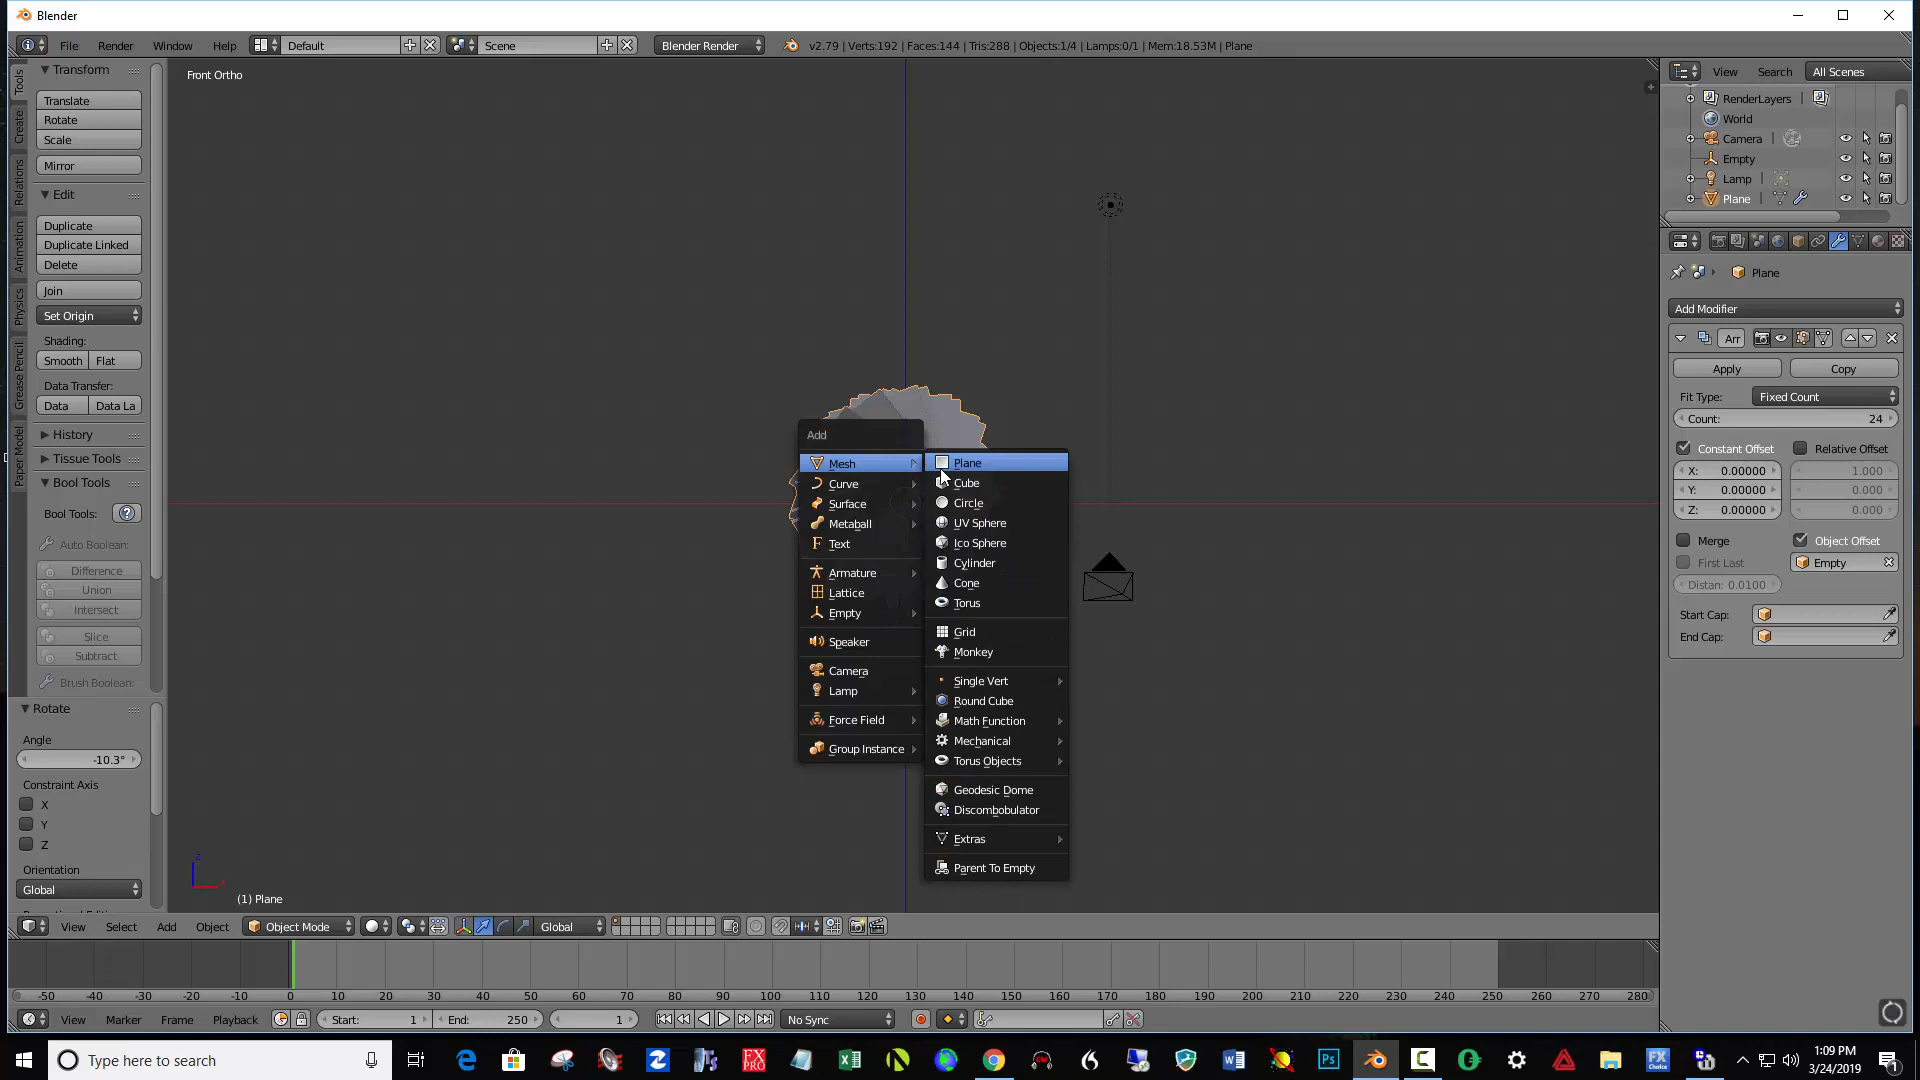 Blender
File Render Window Help Default Scene Blender Render v2.79 | Verts:192 | Faces:144 | Tris:288 | Objects:1/4 | Lamps:0/1 | Mem:18.53M | Plane
Tools
Create
Relations
Animation
Physics
Grease Pencil
Paper Model
Transform
Translate
Rotate
Scale
Mirror
Edit
Duplicate
Duplicate Linked
Delete
Join
Set Origin
Shading:
Smooth Flat
Data Transfer:
Data Data La
History
Tissue Tools
Bool Tools
Bool Tools:
Auto Boolean:
Difference
Union
Intersect
Slice
Subtract
Brush Boolean:
Rotate
Angle
-10.3°
Constraint Axis
X
Y
Z
Orientation
Global
Front Ortho
Add
Mesh
Curve
Surface
Metaball
Text
Armature
Lattice
Empty
Speaker
Camera
Lamp
Force Field
Group Instance
Plane
Cube
Circle
UV Sphere
Ico Sphere
Cylinder
Cone
Torus
Grid
Monkey
Single Vert
Round Cube
Math Function
Mechanical
Torus Objects
Geodesic Dome
Discombobulator
Extras
Parent To Empty
(1) Plane
View Select Add Object Object Mode Global
-50 -40 -30 -20 -10 0 10 20 30 40 50 60 70 80 90 100 110 120 130 140 150 160 170 180 190 200 210 220 230 240 250 260 270 280
View Marker Frame Playback Start: 1 End: 250 1 No Sync
View Search All Scenes
RenderLayers
World
Camera
Empty
Lamp
Plane
Plane
Add Modifier
Arr
Apply Copy
Fit Type: Fixed Count
Count: 24
Constant Offset Relative Offset
X: 0.00000 1.000
Y: 0.00000 0.000
Z: 0.00000 0.000
Merge Object Offset
First Last Empty
Distan: 0.0100
Start Cap:
End Cap:
Type here to search
1:09 PM
3/24/2019